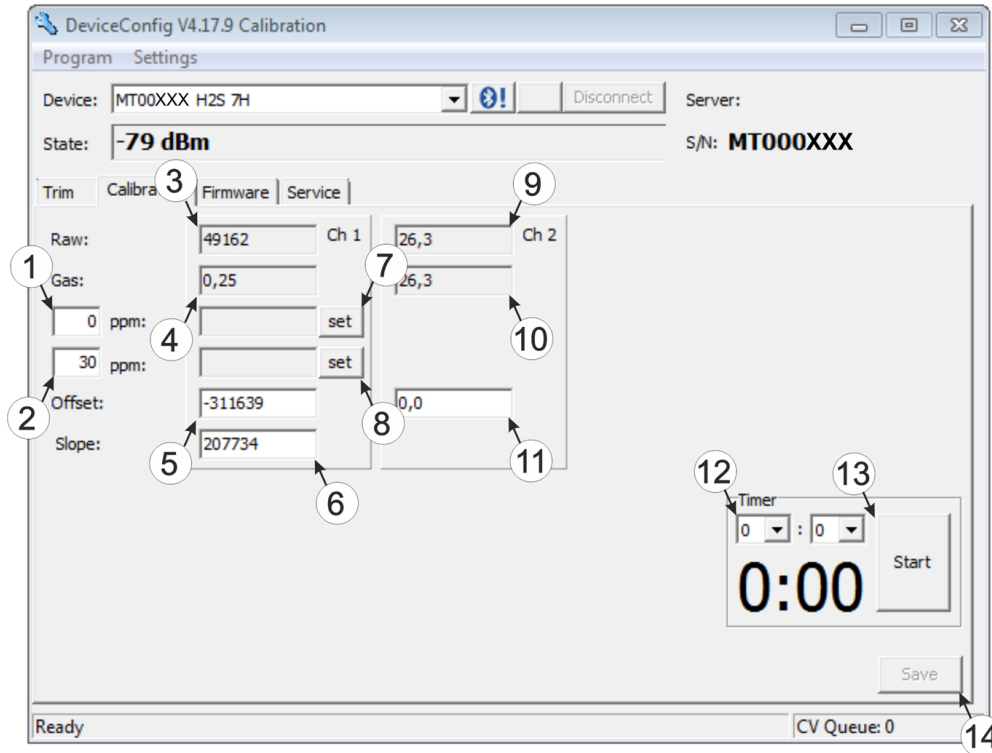 DeviceConfig V4.17.9 Calibration
Program Settings
Device: MT00XXX H2S 7H Disconnect Server:
State: -79 dBm S/N: MT000XXX
Trim Calibra 3 Firmware Service 9
Raw: 49162 Ch 1 26,3 Ch 2
1 Gas: 0,25 7 26,3
0 ppm: 4 set 10
30 ppm: set
2 Offset: -311639 8 0,0
Slope: 5 207734 6 11
12 13
Timer
0 : 0 Start
0:00
Save
Ready CV Queue: 0 14